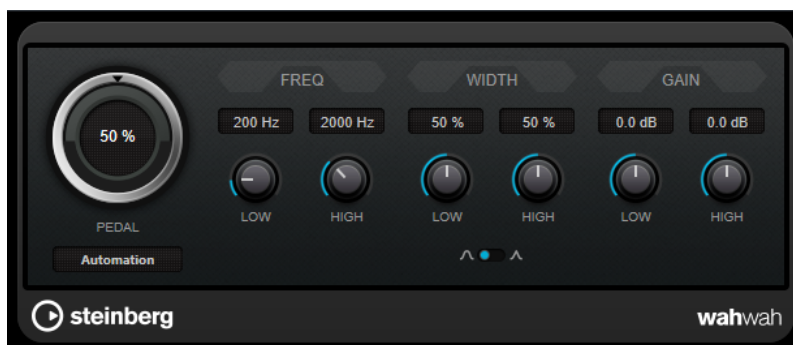 FREQ WIDTH GAIN
200 Hz 2000 Hz 50 % 50 % 0.0 dB 0.0 dB
50 %
LOW HIGH LOW HIGH LOW HIGH
PEDAL
Automation
steinberg wahwah